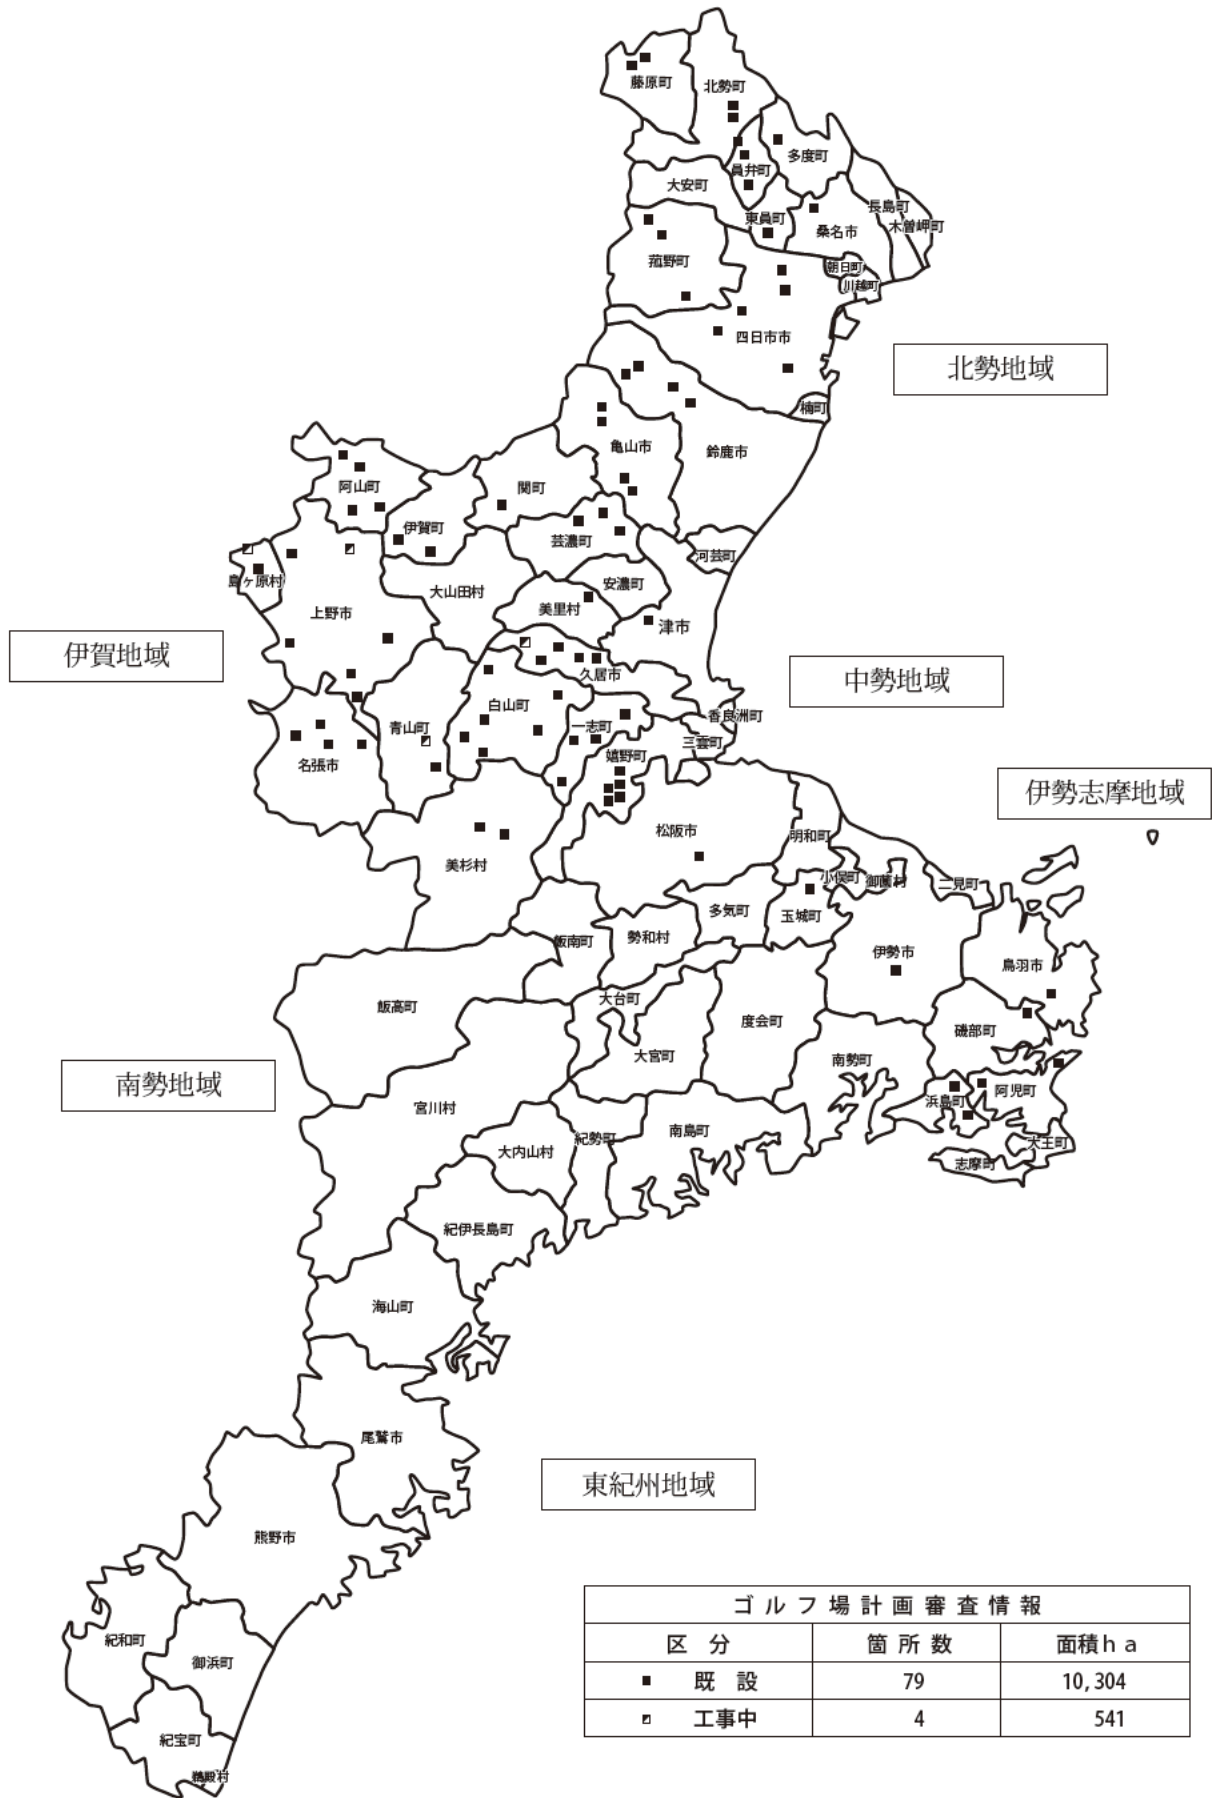 藤原町
北勢町
多度町
員弁町
大安町
長島町
東員町
木曽岬町
桑名市
菰野町
朝日町
川越町
四日市市
北勢地域
楠町
亀山市
鈴鹿市
阿山町
関町
伊賀町
芸濃町
河芸町
島ヶ原村
安濃町
大山田村
美里村
上野市
津市
伊賀地域
中勢地域
久居市
白山町
香良洲町
青山町
一志町
三雲町
嬉野町
名張市
伊勢志摩地域
松阪市
明和町
美杉村
小俣町
御薗村
二見町
多気町
玉城町
飯南町
勢和村
伊勢市
鳥羽市
飯高町
大台町
度会町
磯部町
大宮町
南勢町
南勢地域
阿児町
浜島町
宮川村
紀勢町
南島町
大王町
大内山村
志摩町
紀伊長島町
海山町
尾鷲市
東紀州地域
熊野市
紀和町
御浜町
紀宝町
鵜殿村
ゴルフ場計画審査情報
区分 箇所数 面積ha
既設 79 10,304
工事中 4 541